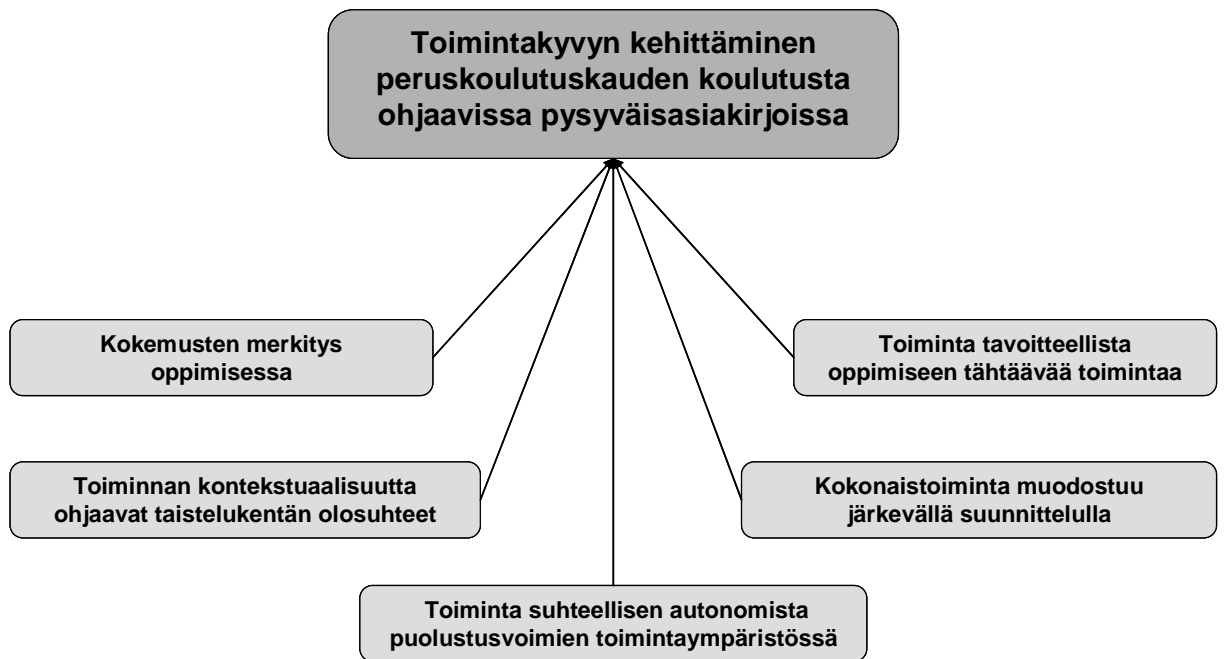 Toimintakyvyn kehittäminen
peruskoulutuskauden koulutusta
ohjaavissa pysyväisasiakirjoissa
Kokemusten merkitys
oppimisessa
Toiminta tavoitteellista
oppimiseen tähtäävää toimintaa
Toiminnan kontekstuaalisuutta
ohjaavat taistelukentän olosuhteet
Kokonaistoiminta muodostuu
järkevällä suunnittelulla
Toiminta suhteellisen autonomista
puolustusvoimien toimintaympäristössä